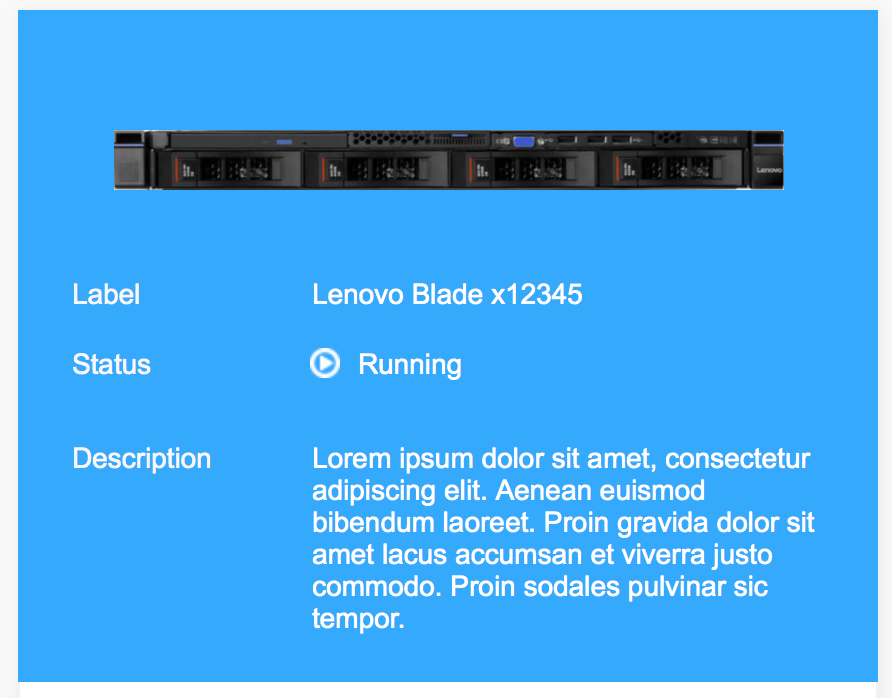 Lenovo
Label Lenovo Blade x12345
Status Running
Description Lorem ipsum dolor sit amet, consectetur
adipiscing elit. Aenean euismod
bibendum laoreet. Proin gravida dolor sit
amet lacus accumsan et viverra justo
commodo. Proin sodales pulvinar sic
tempor.